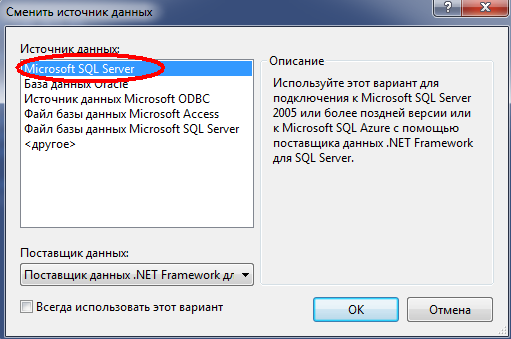 Сменить источник данных
Источник данных:
Microsoft SQL Server
База данных Oracle
Источник данных Microsoft ODBC
Файл базы данных Microsoft Access
Файл базы данных Microsoft SQL Server
<другое>
Описание
Используйте этот вариант для
подключения к Microsoft SQL Server
2005 или более поздней версии или
к Microsoft SQL Azure с помощью
поставщика данных .NET Framework
для SQL Server.
Поставщик данных:
Поставщик данных .NET Framework дл
Всегда использовать этот вариант
OK
Отмена